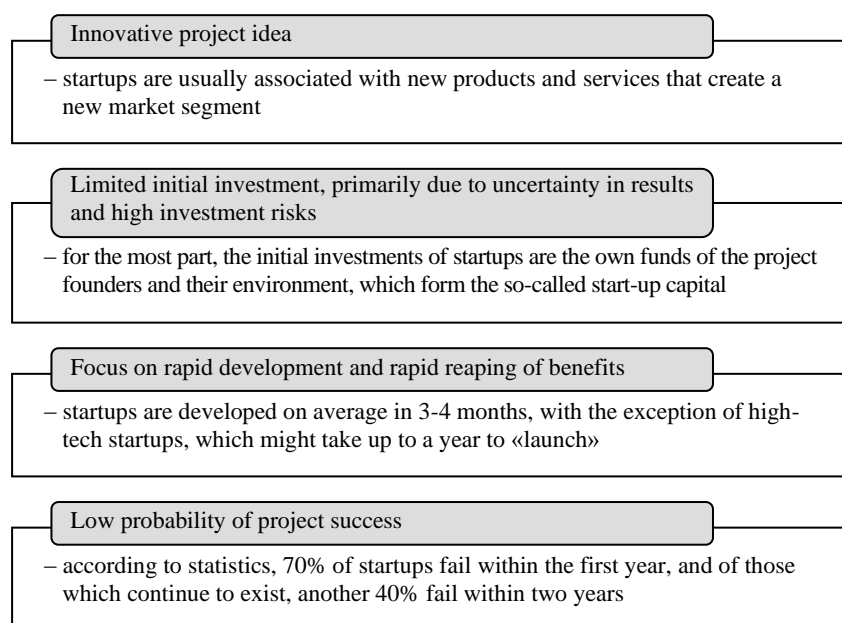 Innovative project idea
– startups are usually associated with new products and services that create a
new market segment
Limited initial investment, primarily due to uncertainty in results
and high investment risks
– for the most part, the initial investments of startups are the own funds of the project
founders and their environment, which form the so-called start-up capital
Focus on rapid development and rapid reaping of benefits
– startups are developed on average in 3-4 months, with the exception of high-
tech startups, which might take up to a year to «launch»
Low probability of project success
– according to statistics, 70% of startups fail within the first year, and of those
which continue to exist, another 40% fail within two years